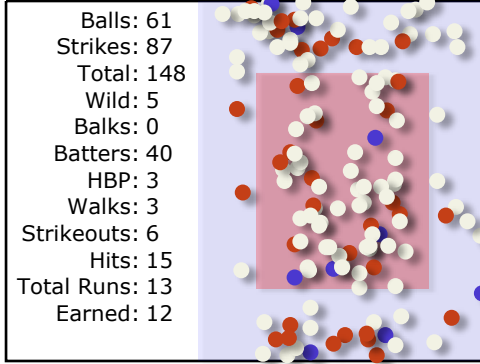 Balls: 61
Strikes: 87
Total: 148
Wild: 5
Balks: 0
Batters: 40
HBP: 3
Walks: 3
Strikeouts: 6
Hits: 15
Total Runs: 13
Earned: 12